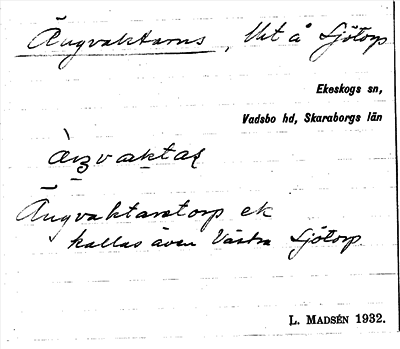 Ängvaktarns, Ut å Sjötorp
Ekeskogs sn,
Vadsbo hd, Skaraborgs län
Ängvaktaretorp ek
kallas även Västra Sjötorp
L. MADSÉN 1932.